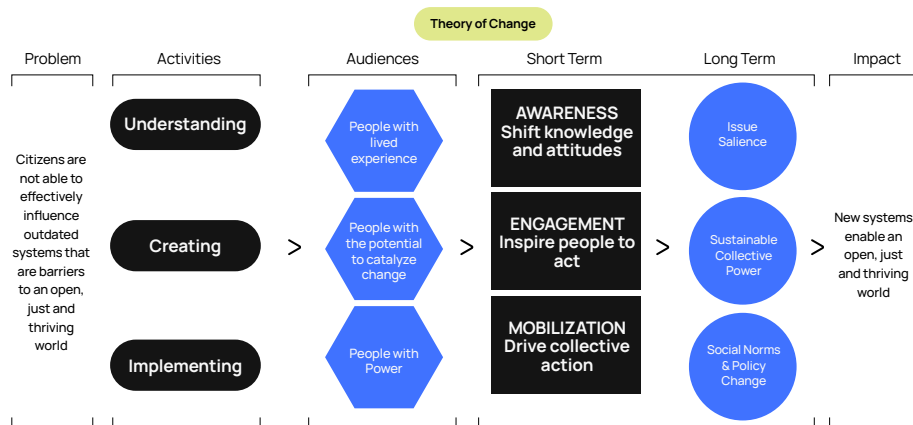 Theory of Change
Problem
Activities
Audiences
Short Term
Long Term
Impact
Citizens are
not able to
effectively
influence
outdated
systems that
are barriers
to an open,
just and
thriving
world
Understanding
Creating
Implementing
>
People with
lived
experience
People with
the potential
to catalyze
change
People with
Power
>
AWARENESS
Shift knowledge
and attitudes
ENGAGEMENT
Inspire people to
act
MOBILIZATION
Drive collective
action
>
Issue
Salience
Sustainable
Collective
Power
Social Norms
& Policy
Change
>
New systems
enable an
open, just
and thriving
world